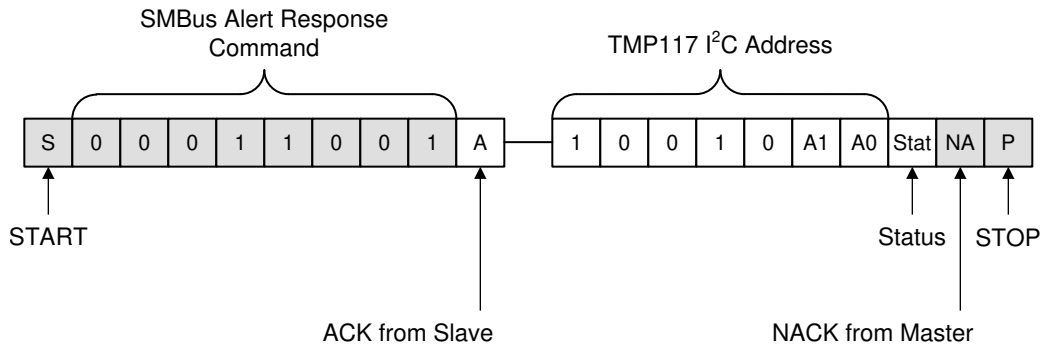 SMBus Alert Response
Command
TMP117 I²C Address
S 0 0 0 1 1 0 0 1 A 1 0 0 1 0 A1 A0 Stat NA P
START
Status
STOP
ACK from Slave
NACK from Master